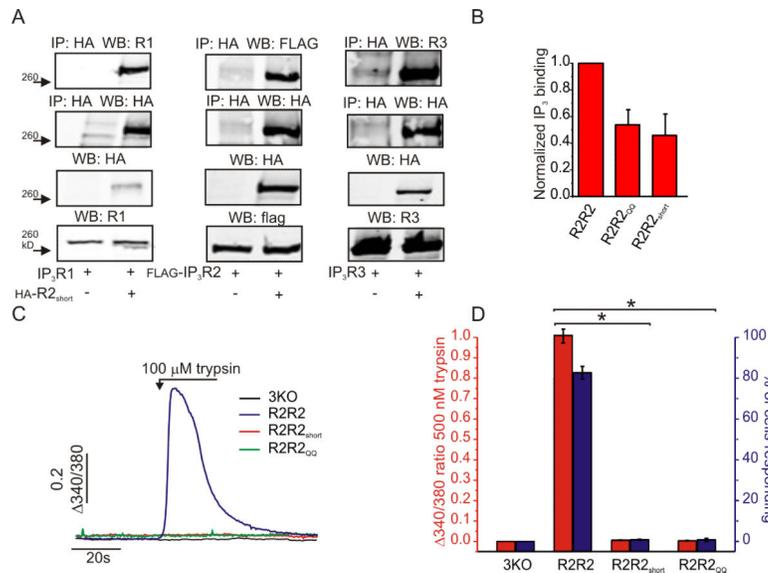 A
IP: HA WB: R1
IP: HA WB: FLAG
IP: HA WB: R3
260
IP: HA WB: HA
IP: HA WB: HA
IP: HA WB: HA
260
WB: HA
WB: HA
WB: HA
260
WB: R1
WB: flag
WB: R3
260
kD
IP3R1 + + FLAG-IP3R2 + + IP3R3 + +
HA-R2short - + - + - +
B
Normalized IP3 binding
1.0
0.8
0.6
0.4
0.2
0.0
R2R2
R2R2QQ
R2R2short
C
100 µM trypsin
3KO
R2R2
R2R2short
R2R2QQ
0.2
Δ340/380
20s
D
*
*
Δ340/380 ratio 500 nM trypsin
1.0
0.9
0.8
0.7
0.6
0.5
0.4
0.3
0.2
0.1
0.0
100
80
60
40
20
0
% of cells responding
3KO
R2R2
R2R2short
R2R2QQ